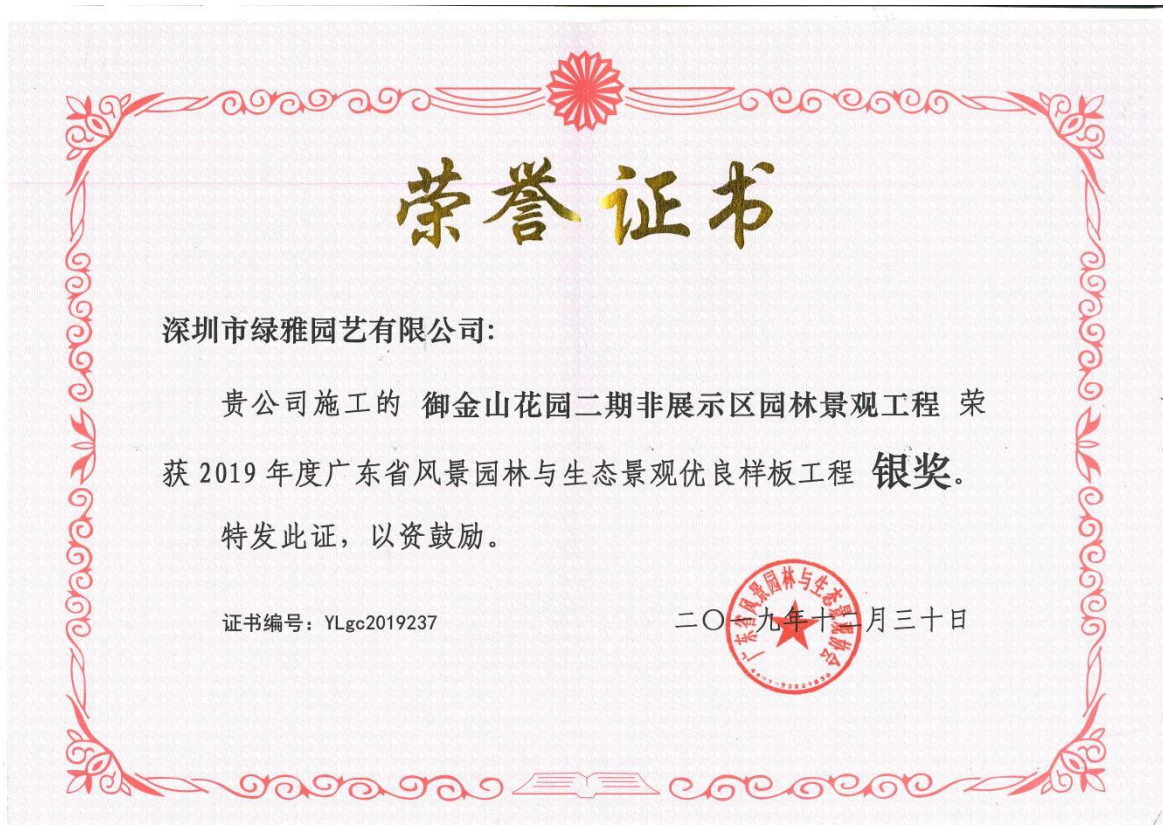 荣誉证书
深圳市绿雅园艺有限公司:
贵公司施工的 御金山花园二期非展示区园林景观工程 荣
获 2019 年度广东省风景园林与生态景观优良样板工程 银奖。
特发此证，以资鼓励。
证书编号：YLgc2019237
二〇一九年十二月三十日
广东省风景园林与生态景观协会